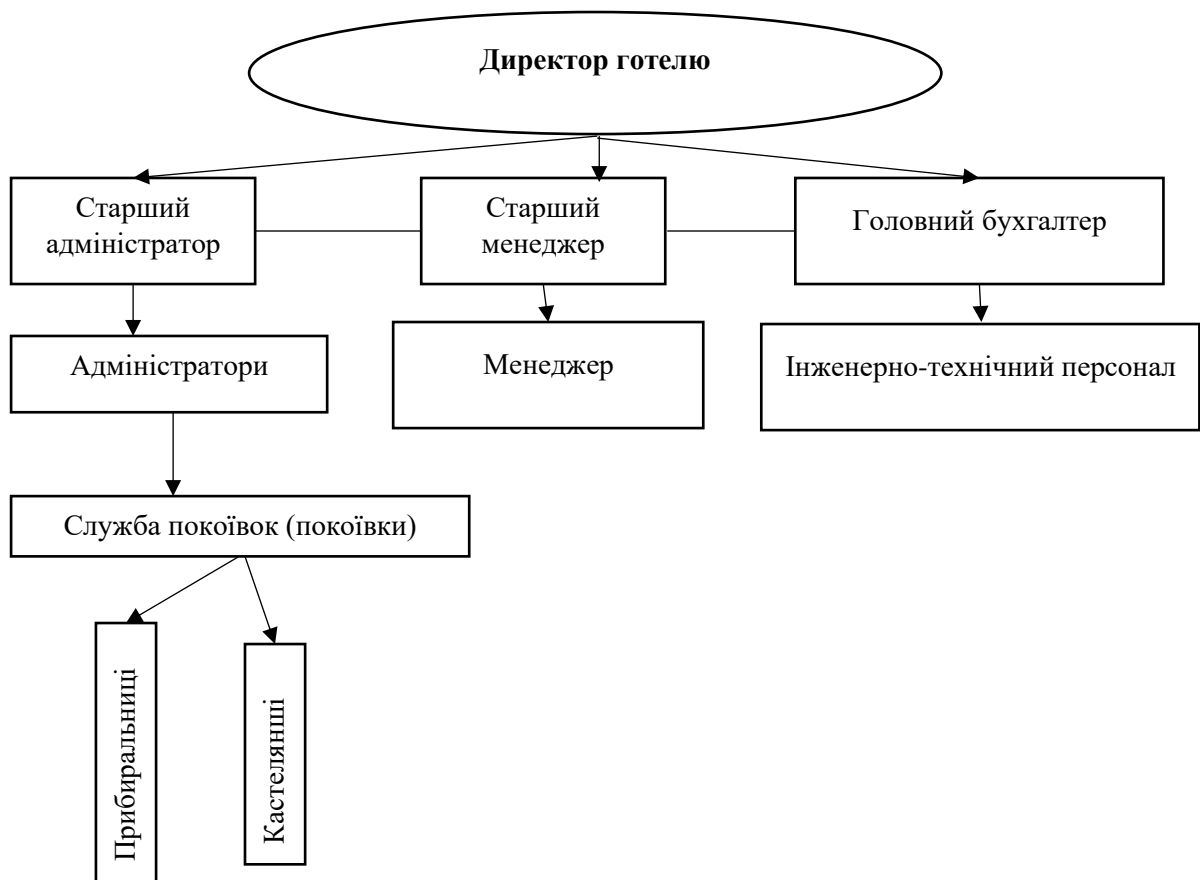 Директор готелю
Старший
адміністратор
Старший
менеджер
Головний бухгалтер
Адміністратори
Менеджер
Інженерно-технічний персонал
Служба покоївок (покоївки)
Прибиральниці
Кастелянші